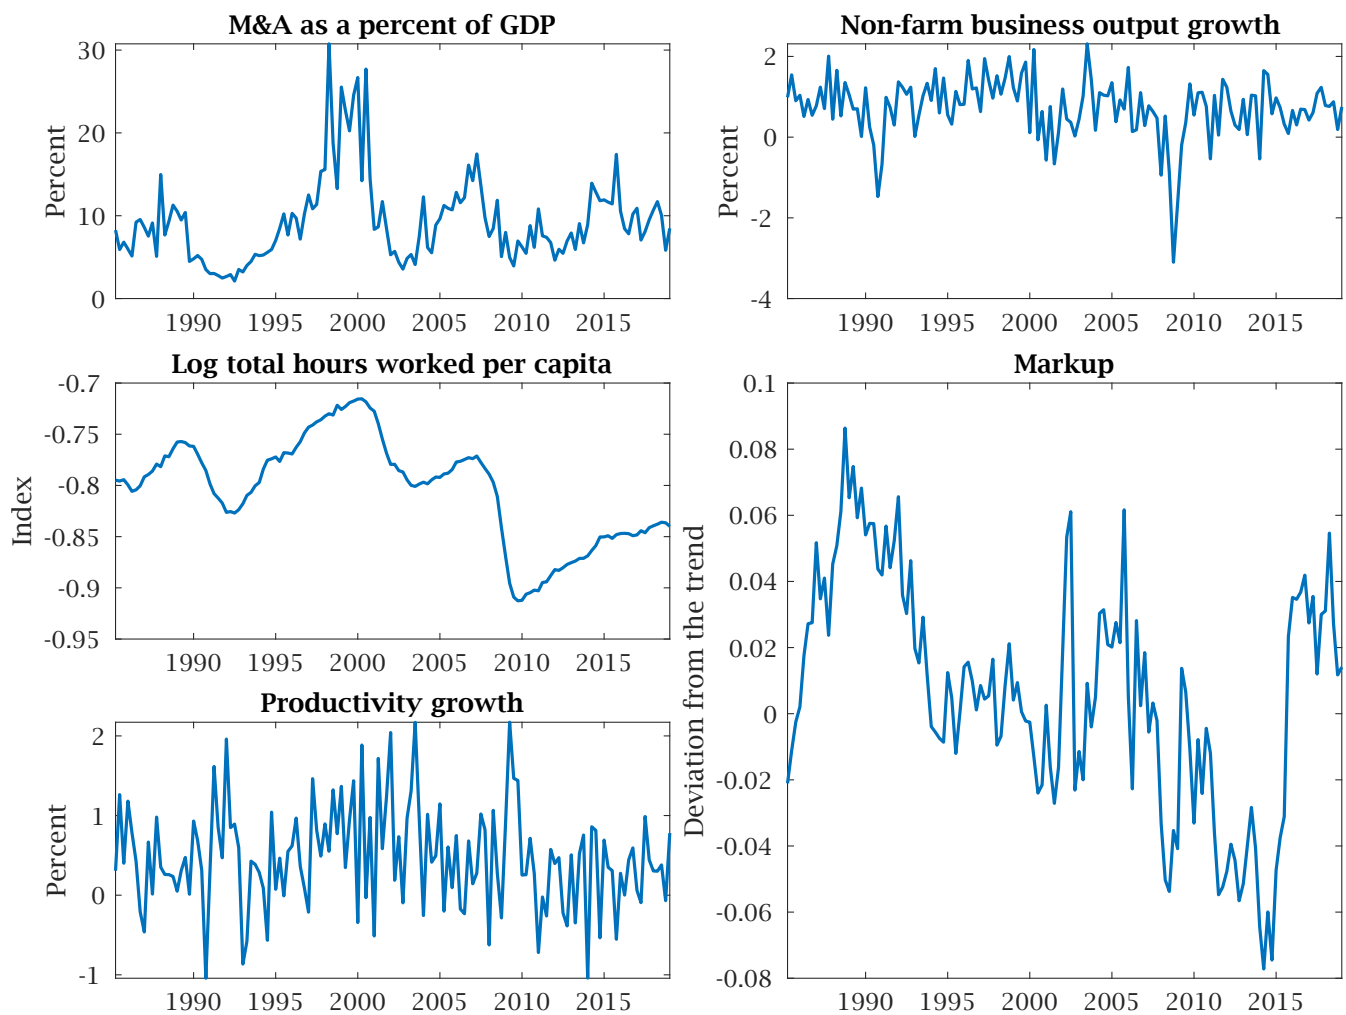 M&A as a percent of GDP
Percent
30
20
10
0
1990 1995 2000 2005 2010 2015
Non-farm business output growth
Percent
2
0
-2
-4
1990 1995 2000 2005 2010 2015
Log total hours worked per capita
Index
-0.7
-0.75
-0.8
-0.85
-0.9
-0.95
1990 1995 2000 2005 2010 2015
Markup
Deviation from the trend
0.1
0.08
0.06
0.04
0.02
0
-0.02
-0.04
-0.06
-0.08
1990 1995 2000 2005 2010 2015
Productivity growth
Percent
2
1
0
-1
1990 1995 2000 2005 2010 2015